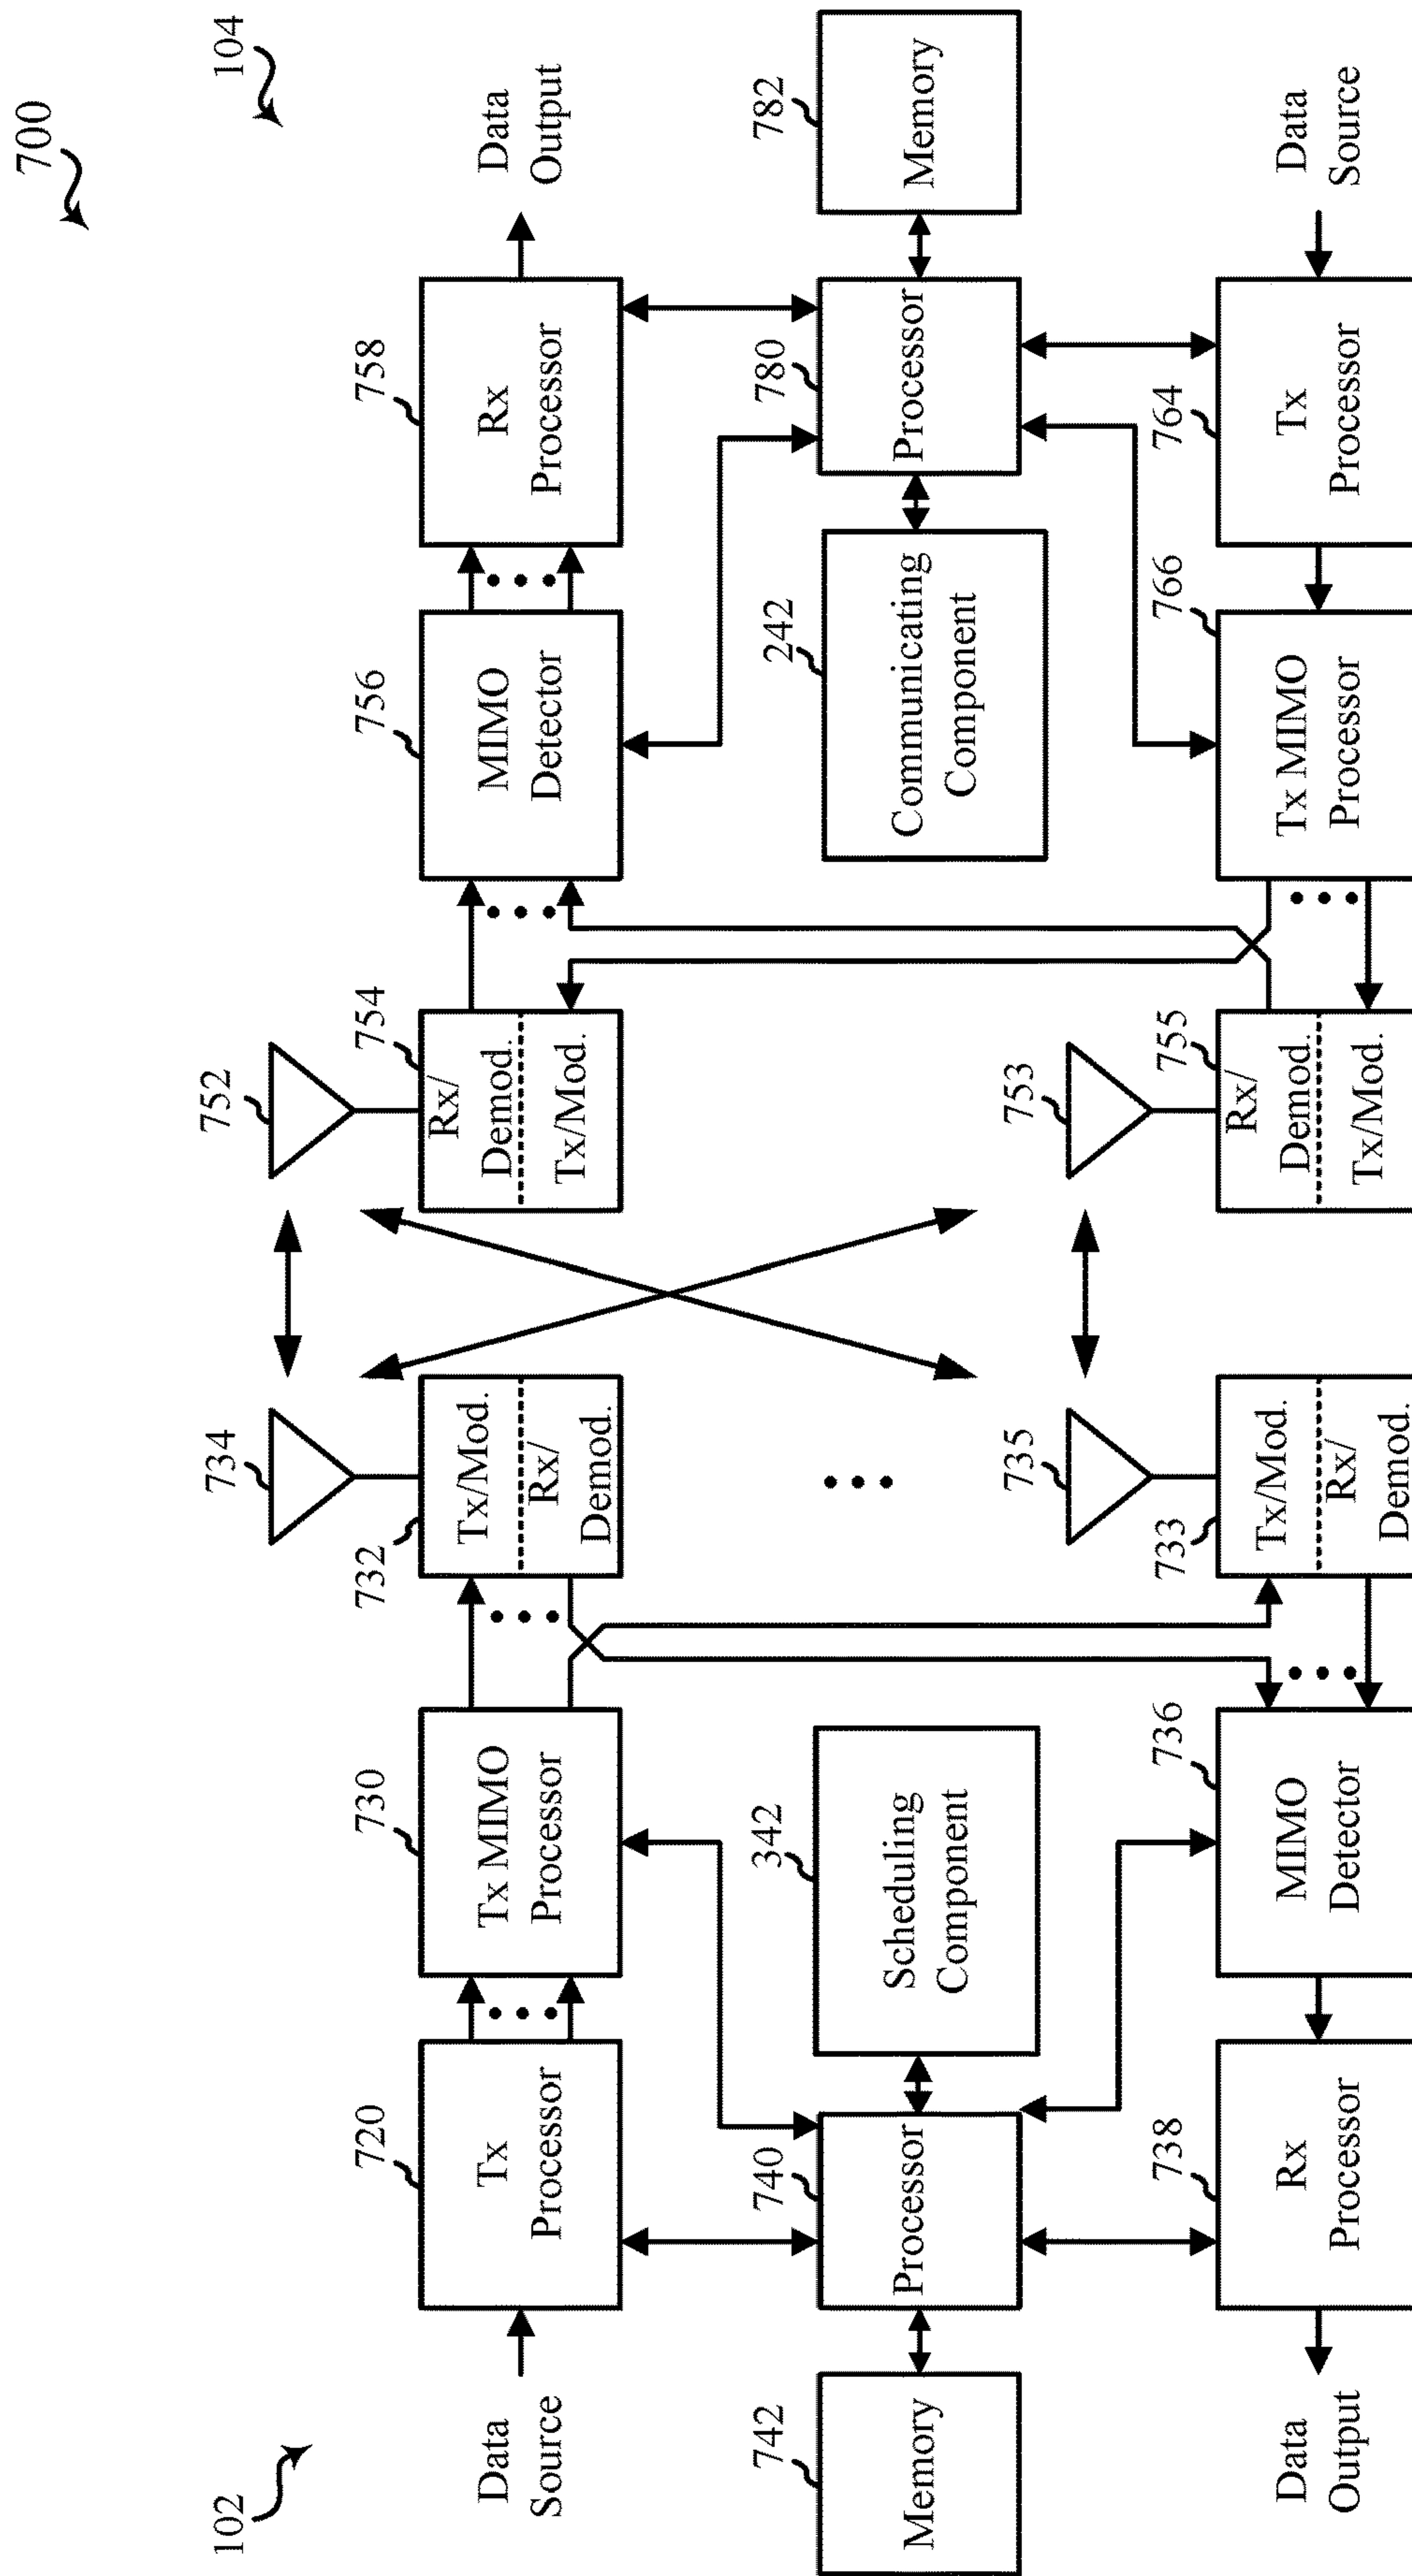 700
102
104
Data
Source
720
Tx
Processor
730
Tx MIMO
Processor
732
Tx/Mod.
Rx/
Demod.
734
752
754
Rx/
Demod.
Tx/Mod.
756
MIMO
Detector
758
Rx
Processor
Data
Output
742
Memory
740
Processor
342
Scheduling
Component
242
Communicating
Component
780
Processor
782
Memory
Data
Output
738
Rx
Processor
736
MIMO
Detector
733
Tx/Mod.
Rx/
Demod.
735
753
755
Rx/
Demod.
Tx/Mod.
766
Tx MIMO
Processor
764
Tx
Processor
Data
Source